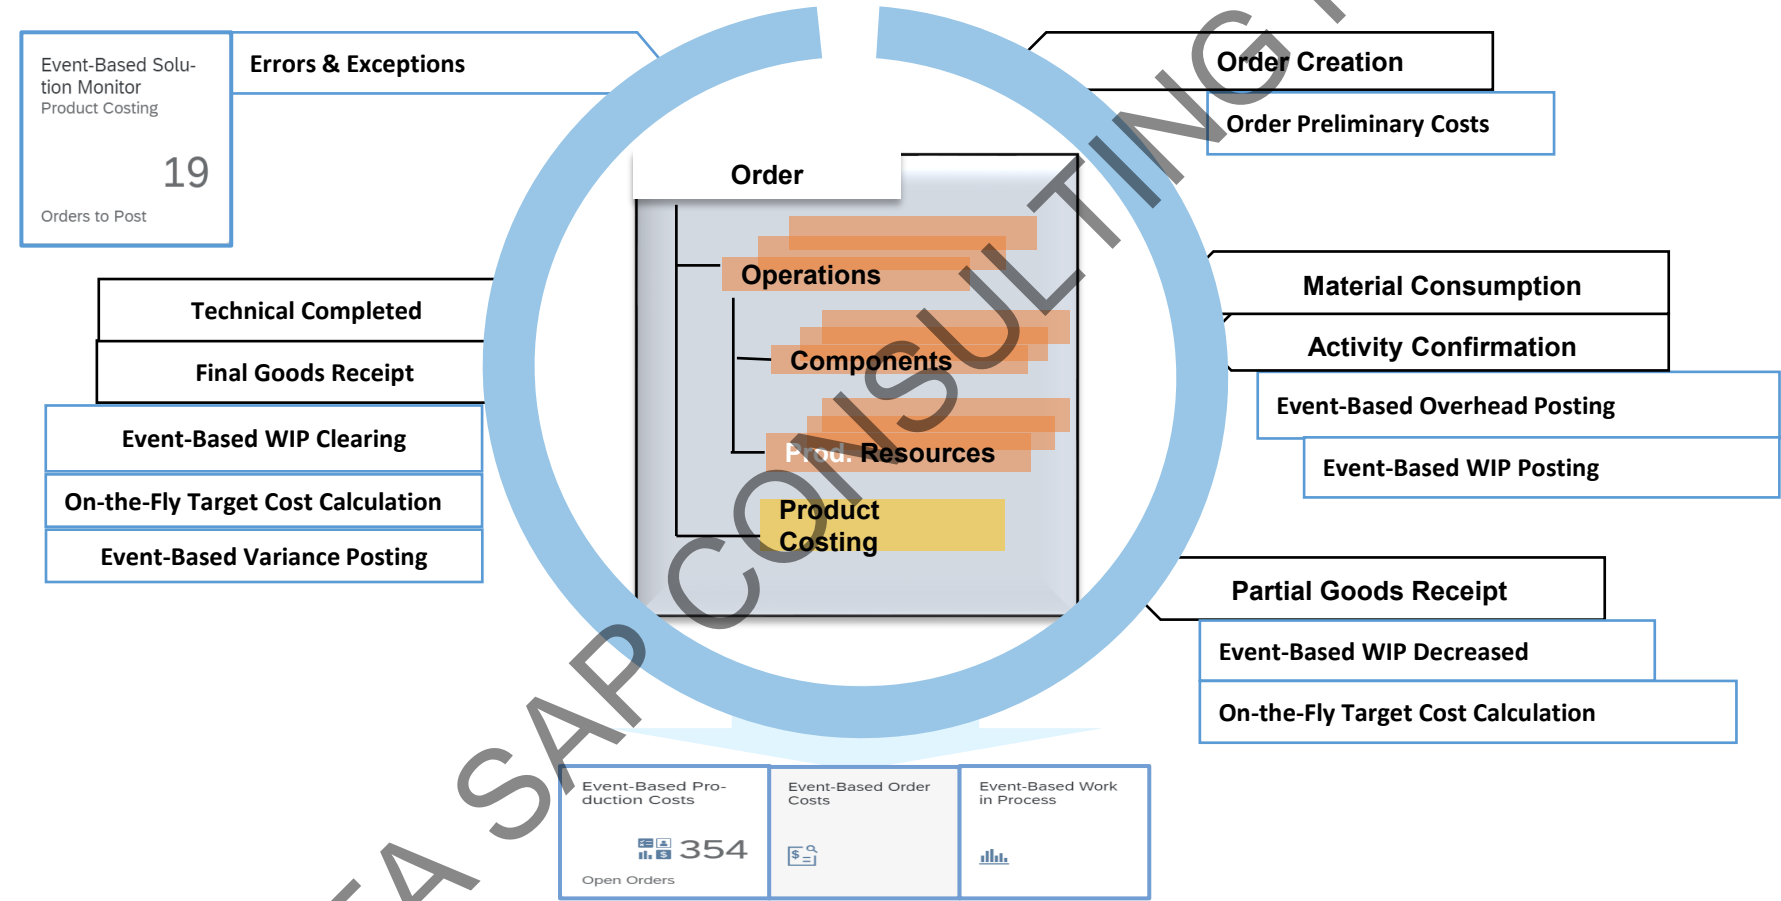 Event-Based Solu-
tion Monitor
Product Costing
19
Orders to Post
Errors & Exceptions
Order Creation
Order Preliminary Costs
Order
Operations
Components
Prod. Resources
Product
Costing
Material Consumption
Activity Confirmation
Event-Based Overhead Posting
Event-Based WIP Posting
Partial Goods Receipt
Event-Based WIP Decreased
On-the-Fly Target Cost Calculation
Technical Completed
Final Goods Receipt
Event-Based WIP Clearing
On-the-Fly Target Cost Calculation
Event-Based Variance Posting
Event-Based Pro-
duction Costs
354
Open Orders
Event-Based Order
Costs
Event-Based Work
in Process
TA SAP CONSULTING